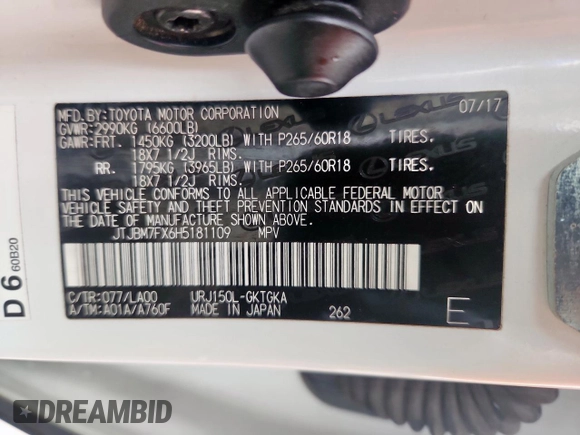 MFD.BY:TOYOTA MOTOR CORPORATION 07/17
GVWR:2990KG (6600LB)
GAWR:FRT. 1450KG (3200LB) WITH P265/60R18 TIRES.
18X7 1/2J RIMS.
RR. 1795KG (3965LB) WITH P265/60R18 TIRES.
18X7 1/2J RIMS.
THIS VEHICLE CONFORMS TO ALL APPLICABLE FEDERAL MOTOR
VEHICLE SAFETY AND THEFT PREVENTION STANDARDS IN EFFECT ON
THE DATE OF MANUFACTURE SHOWN ABOVE.
JTJBM7FX6H5181109 MPV
C/TR:077/LA00 URJ150L-GKTGKA
A/TM:A01A/A760F MADE IN JAPAN 262 E
D 6 60B20
LEXUS
DREAMBID